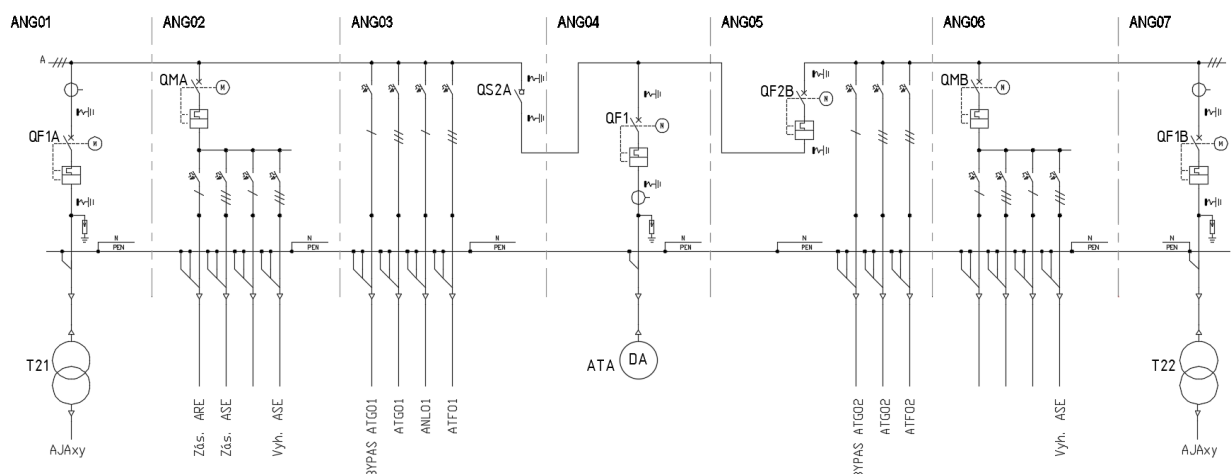 ANG01
ANG02
ANG03
ANG04
ANG05
ANG06
ANG07
A
QMA
M
QS2A
QF2B
M
QMB
M
QF1A
M
QF1
M
QF1B
M
N
PEN
N
PEN
N
PEN
N
PEN
N
PEN
N
PEN
T21
ATA
DA
T22
Zás. ARE
Zás. ASE
Vyh. ASE
BYPAS ATG01
ATG01
ANL01
ATF01
BYPAS ATG02
ATG02
ATF02
Vyh. ASE
AJAxy
AJAxy